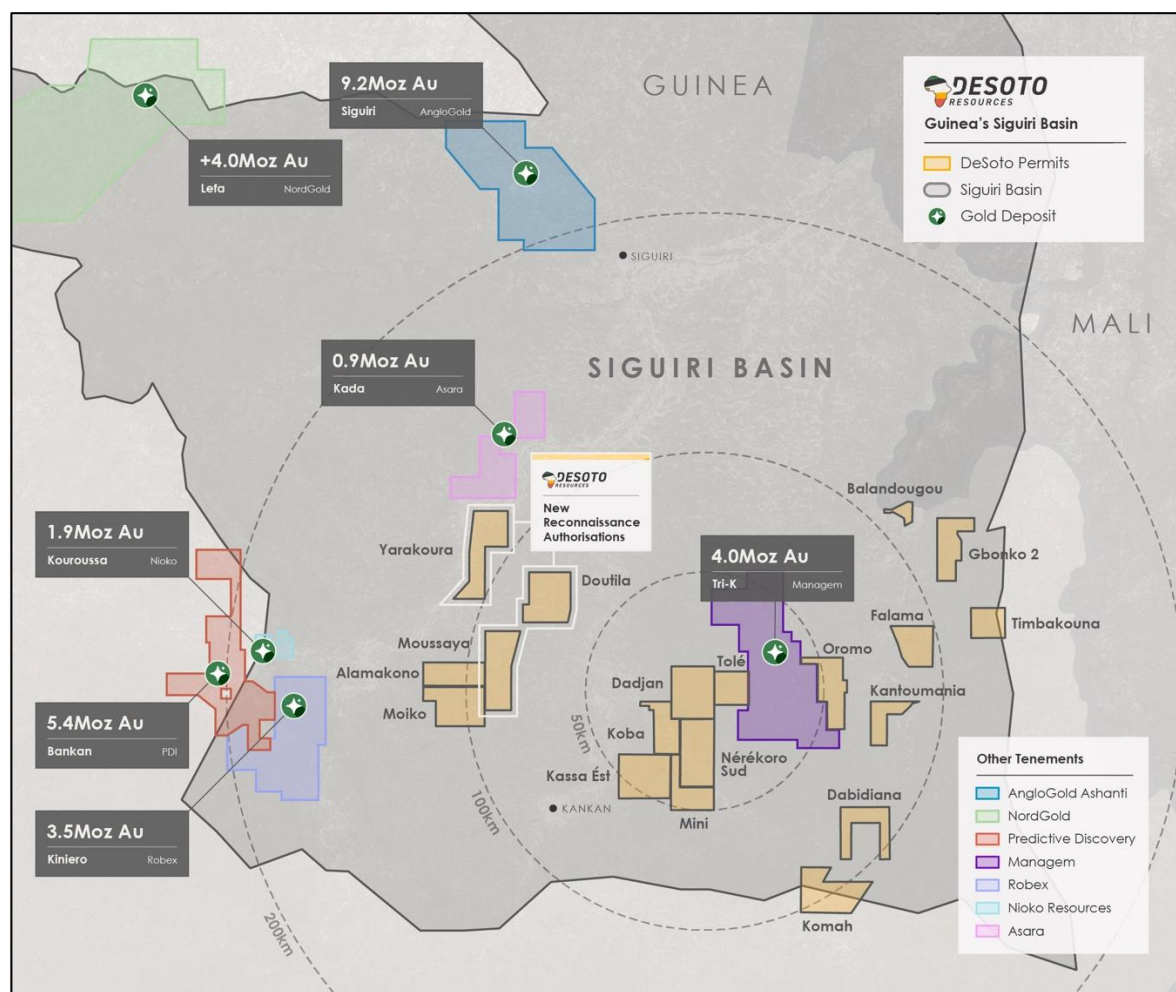 GUINEA
DESOTO
RESOURCES
Guinea's Siguiri Basin
DeSoto Permits
Siguiri Basin
Gold Deposit
9.2Moz Au
Siguiri AngloGold
+4.0Moz Au
Lefa NordGold
SIGUIRI
MALI
SIGUIRI BASIN
0.9Moz Au
Kada Asara
DESOTO
RESOURCES
New
Reconnaissance
Authorisations
Balandougou
Gbonko 2
1.9Moz Au
Kouroussa Nioko
Yarakoura
Doutila
4.0Moz Au
Tri-K Managem
Falama
Timbakouna
Moussaya
Alamakono
Moiko
Tolé
Oromo
Dadjan
Kantoumania
Koba
50km
5.4Moz Au
Bankan PDI
Kassa Ést
Nérékoro
Sud
KANKAN
100km
Mini
Dabidiana
3.5Moz Au
Kiniero Robex
200km
Komah
Other Tenements
AngloGold Ashanti
NordGold
Predictive Discovery
Managem
Robex
Nioko Resources
Asara